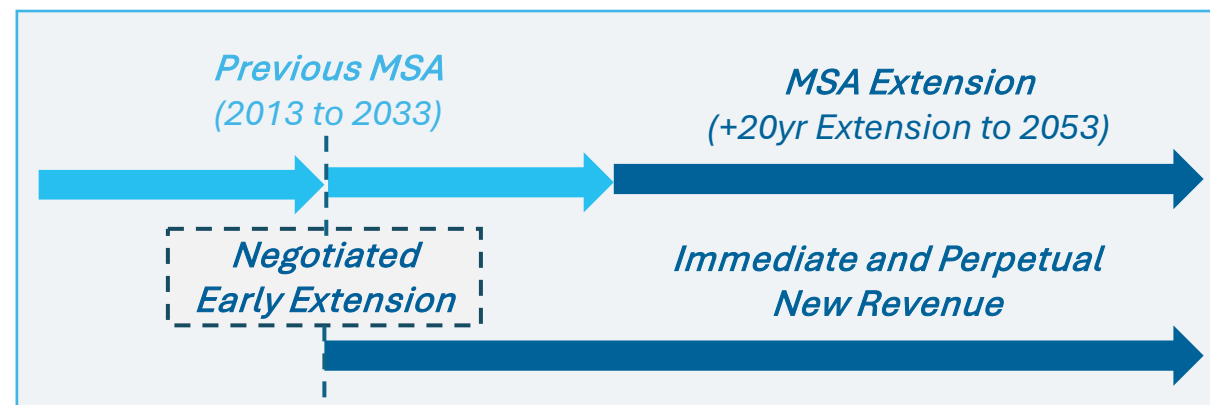 Previous MSA
(2013 to 2033)
MSA Extension
(+20yr Extension to 2053)
Negotiated
Early Extension
Immediate and Perpetual
New Revenue